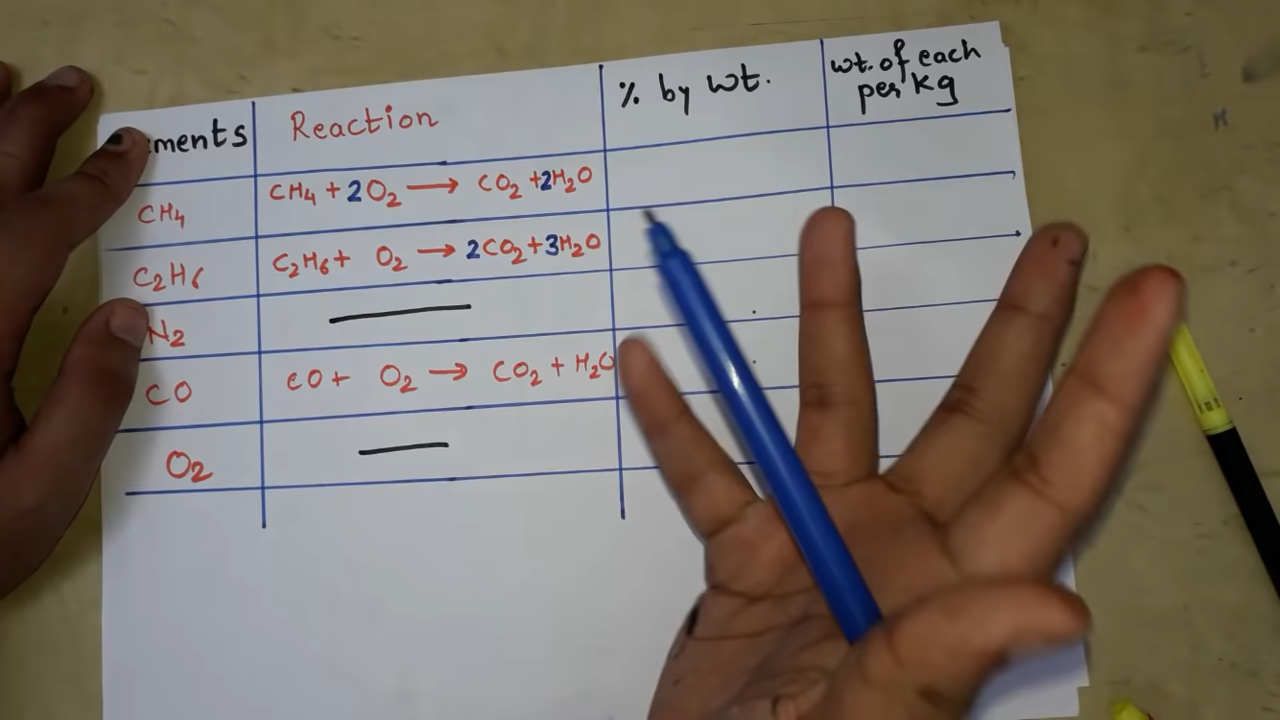 ments Reaction % by wt. wt. of each
per kg
CH4 CH4 + 2O2 → CO2 + 2H2O
C2H6 C2H6 + O2 → 2CO2 + 3H2O
N2
CO CO + O2 → CO2 + H2O
O2